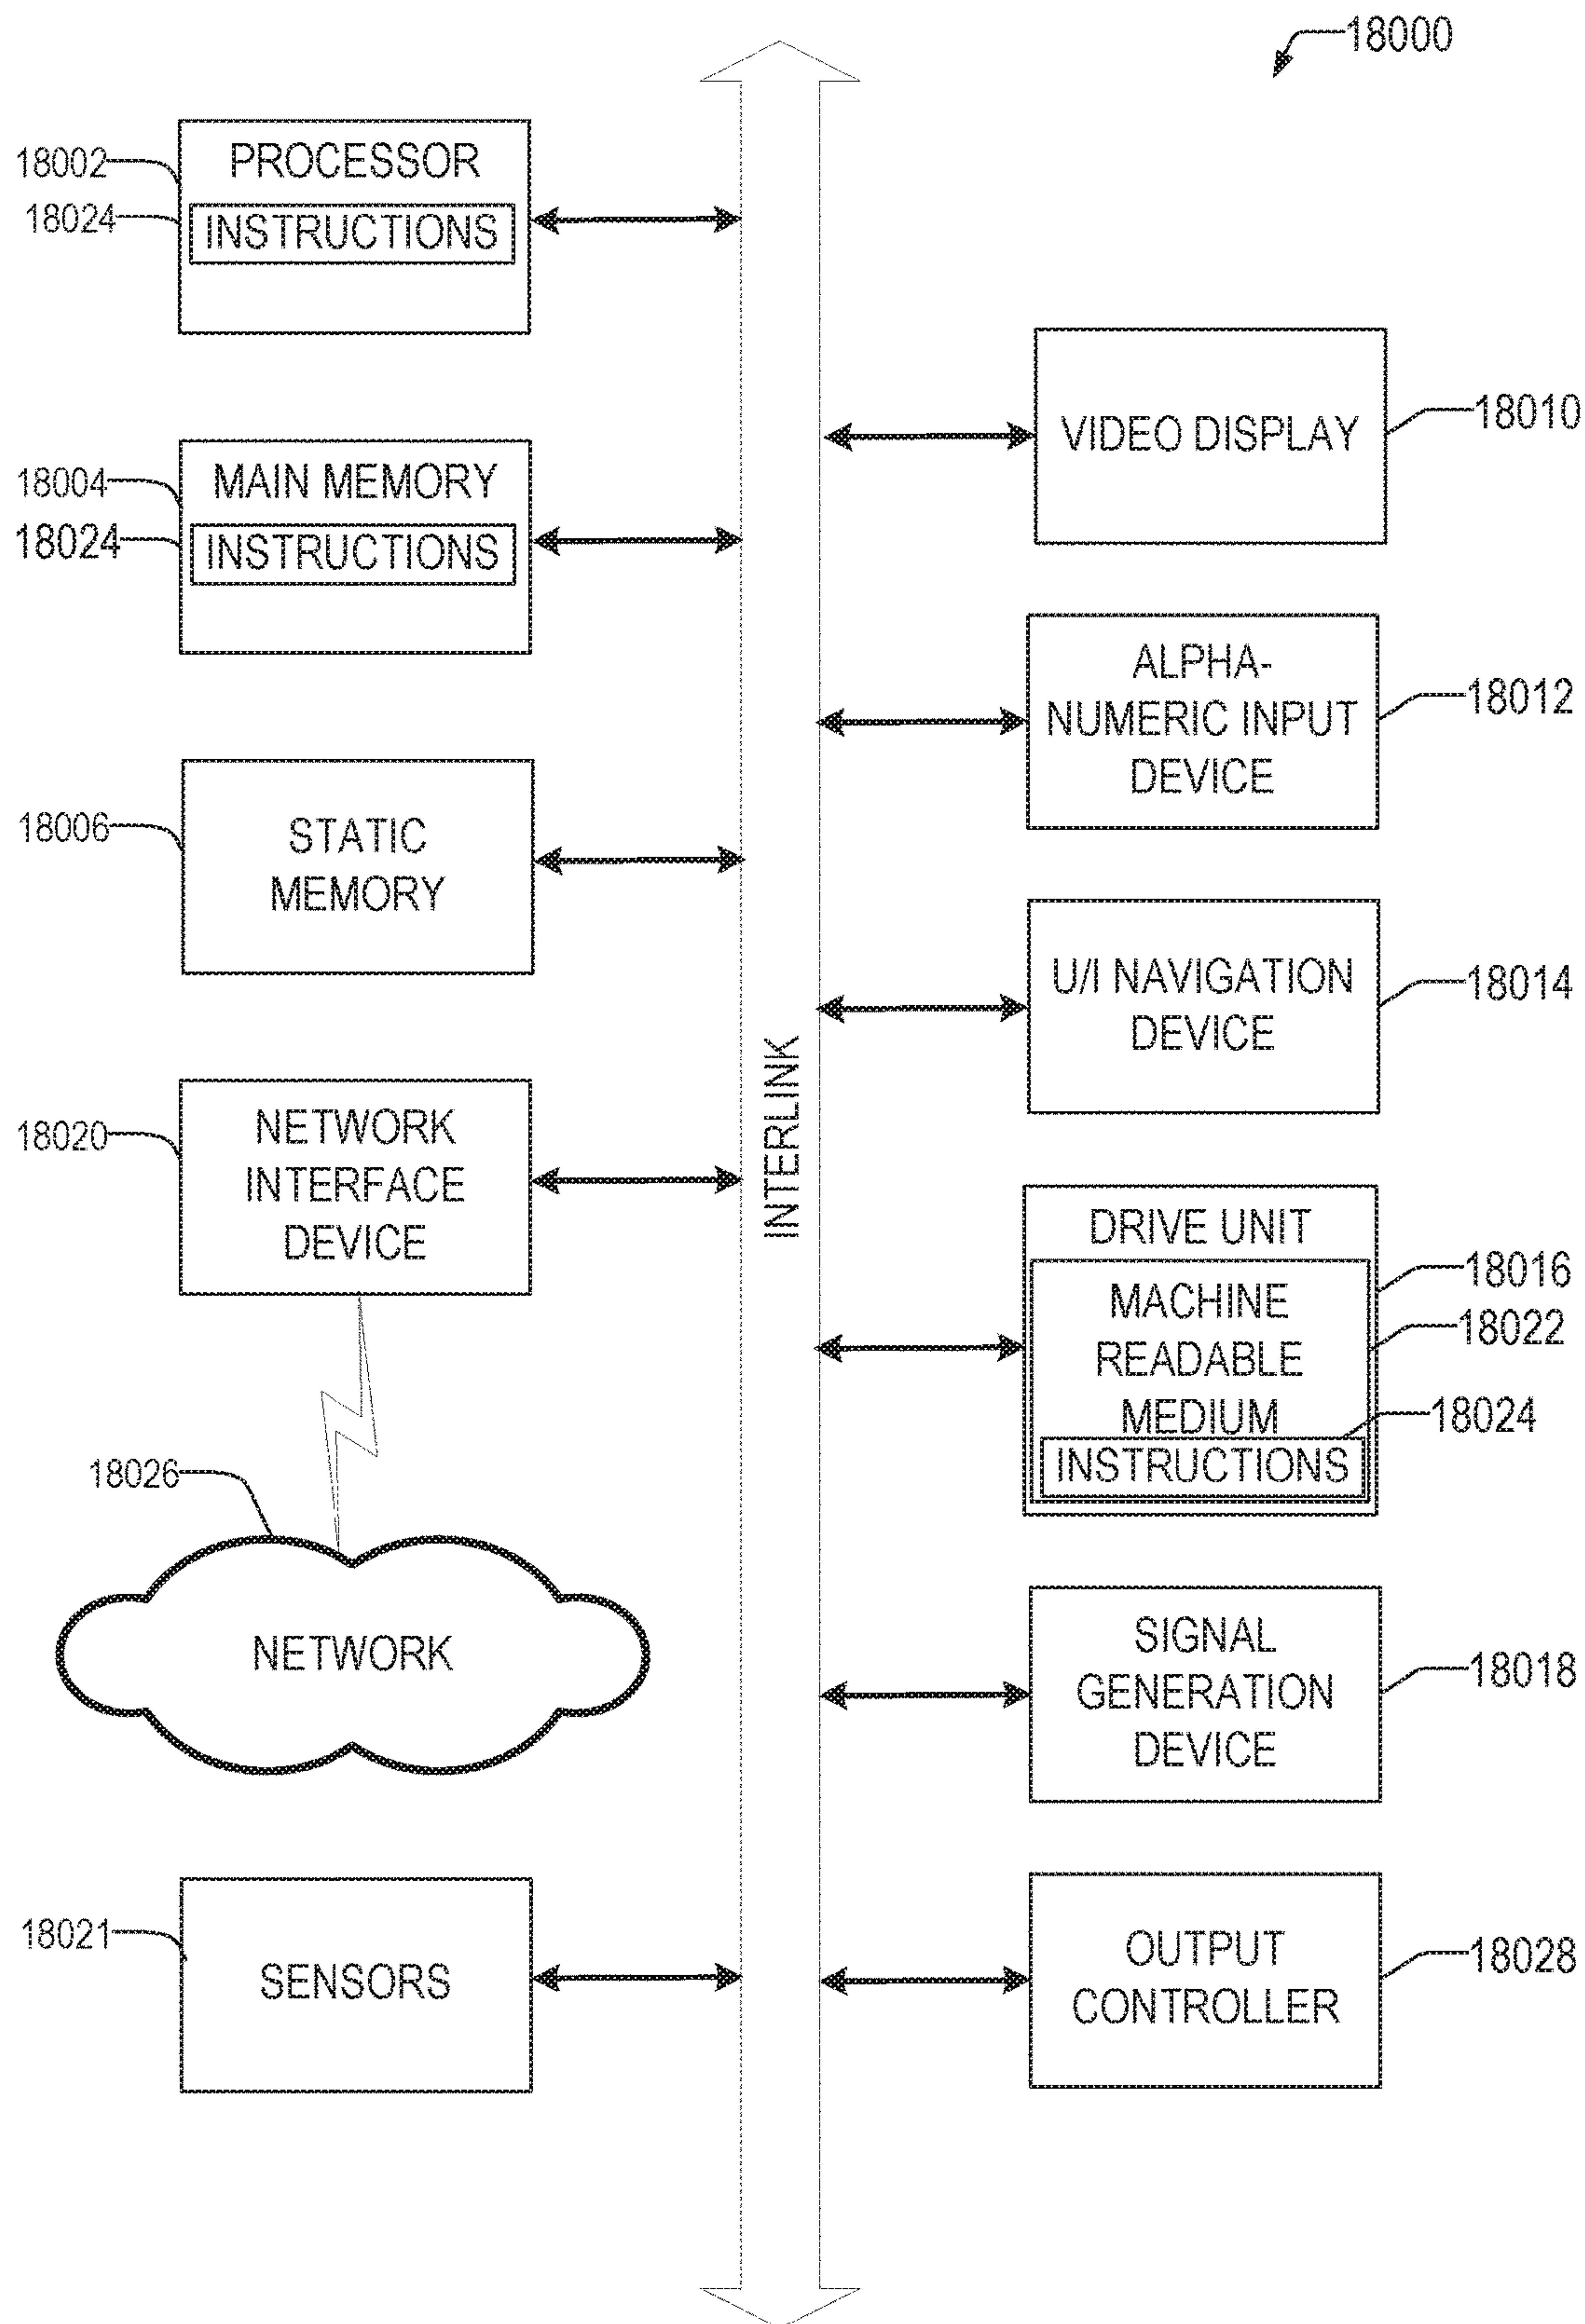 18000
18002
PROCESSOR
18024
INSTRUCTIONS
18004
MAIN MEMORY
18024
INSTRUCTIONS
18006
STATIC
MEMORY
18020
NETWORK
INTERFACE
DEVICE
18026
NETWORK
18021
SENSORS
INTERLINK
VIDEO DISPLAY
18010
ALPHA-
NUMERIC INPUT
DEVICE
18012
U/I NAVIGATION
DEVICE
18014
DRIVE UNIT
18016
MACHINE
READABLE
MEDIUM
18022
18024
INSTRUCTIONS
SIGNAL
GENERATION
DEVICE
18018
OUTPUT
CONTROLLER
18028